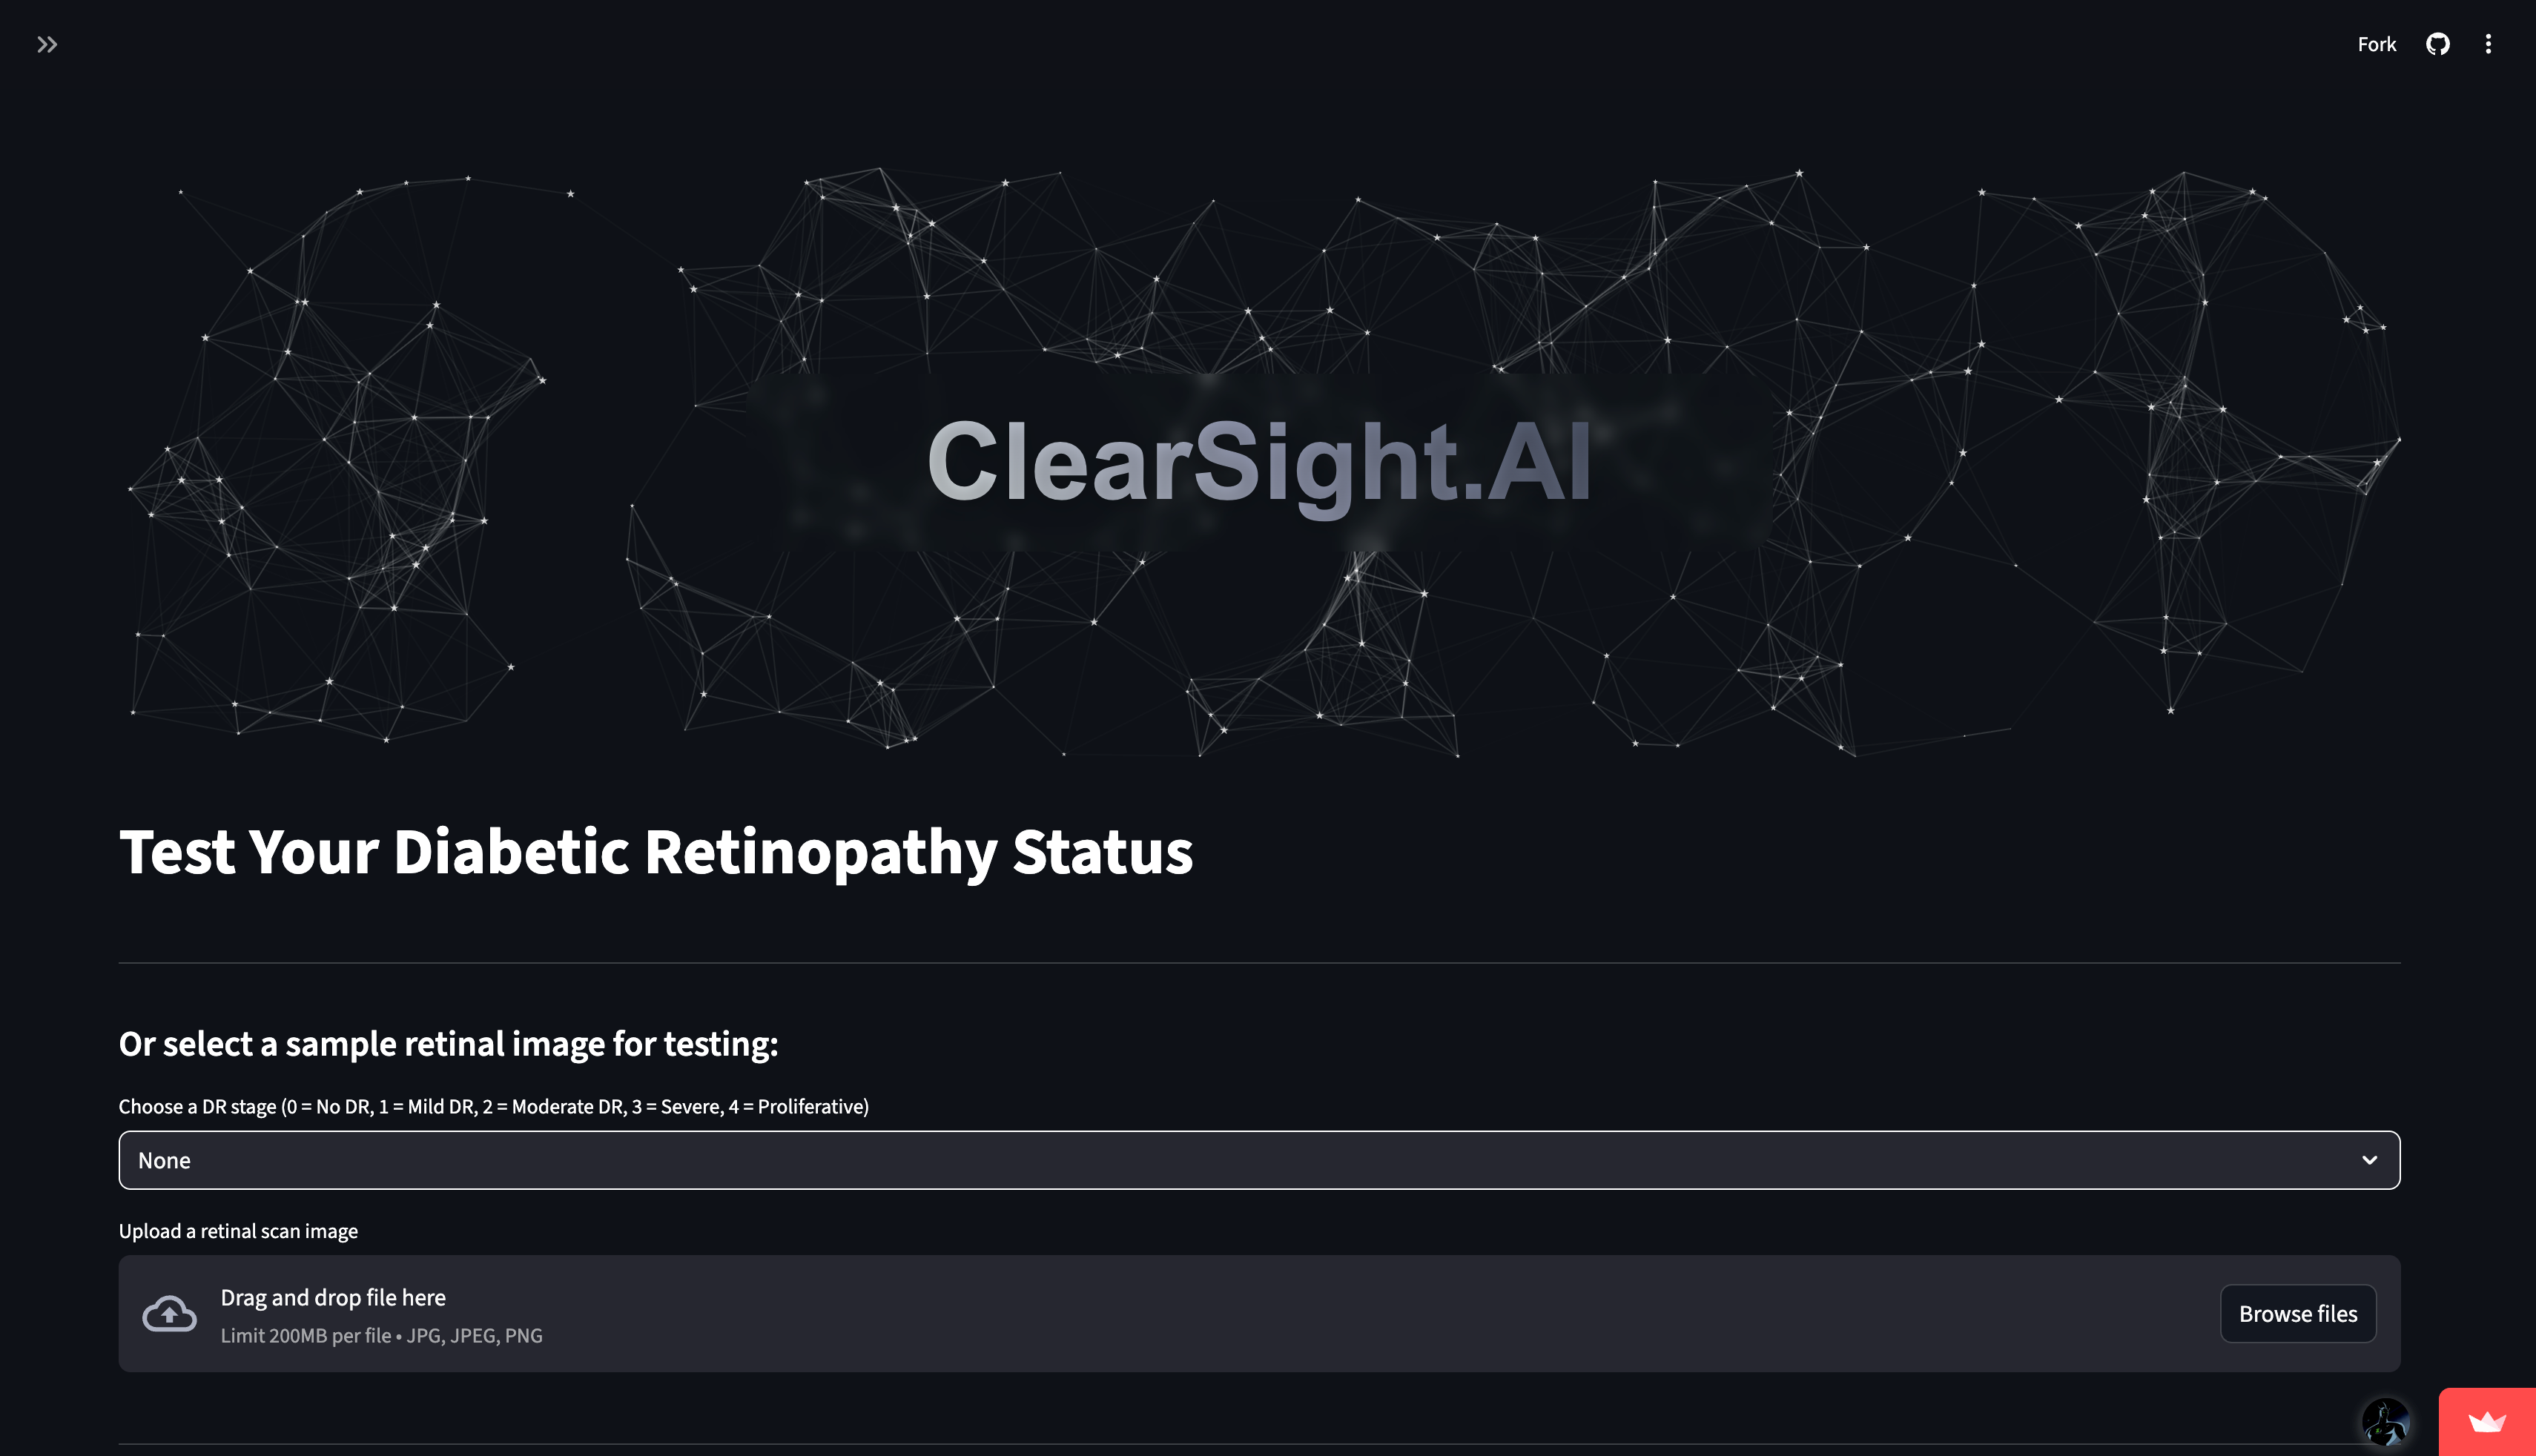 Fork
ClearSight.AI
Test Your Diabetic Retinopathy Status
Or select a sample retinal image for testing:
Choose a DR stage (0 = No DR, 1 = Mild DR, 2 = Moderate DR, 3 = Severe, 4 = Proliferative)
None
Upload a retinal scan image
Drag and drop file here
Limit 200MB per file • JPG, JPEG, PNG
Browse files